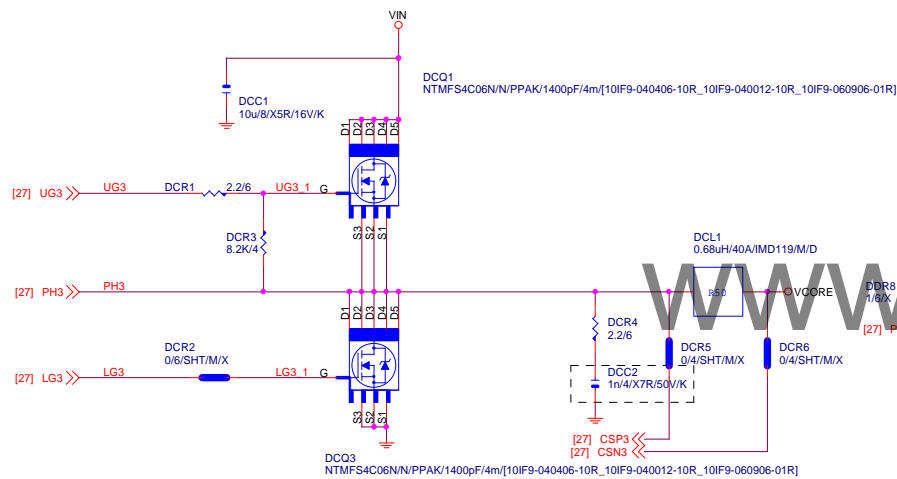 VIN
DCQ1
NTMFS4C06N/N/PPAK/1400pF/4m/[10IF9-040406-10R_10IF9-040012-10R_10IF9-060906-01R]
DCC1
10u/8/X5R/16V/K
D1
D2
D3
D4
D5
[27] UG3
UG3
DCR1
2.2/6
UG3_1
G
S3
S2
S1
DCR3
8.2K/4
[27] PH3
PH3
D1
D2
D3
D4
D5
DCL1
0.68uH/40A/IMD119/M/D
R50
VCORE
WWW
DDR8
1/6/X
[27] P
DCR4
2.2/6
DCR2
0/6/SHT/M/X
DCR5
0/4/SHT/M/X
DCR6
0/4/SHT/M/X
[27] LG3
LG3
LG3_1
G
DCC2
1n/4/X7R/50V/K
S3
S2
S1
[27] CSP3
[27] CSN3
DCQ3
NTMFS4C06N/N/PPAK/1400pF/4m/[10IF9-040406-10R_10IF9-040012-10R_10IF9-060906-01R]